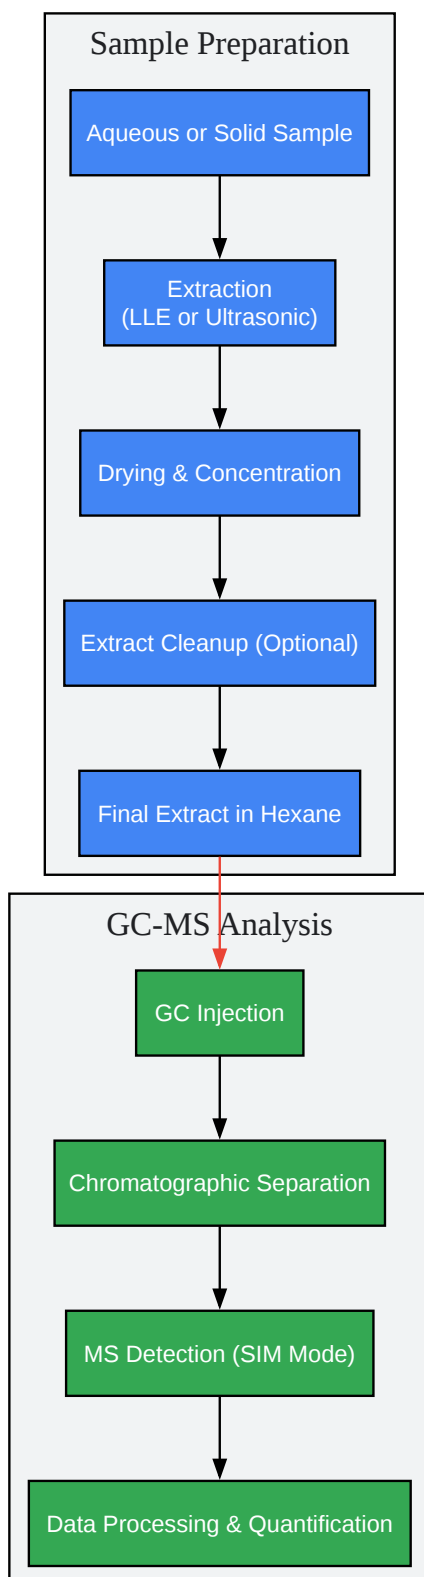 Sample Preparation
Aqueous or Solid Sample
Extraction
(LLE or Ultrasonic)
Drying & Concentration
Extract Cleanup (Optional)
Final Extract in Hexane
GC-MS Analysis
GC Injection
Chromatographic Separation
MS Detection (SIM Mode)
Data Processing & Quantification